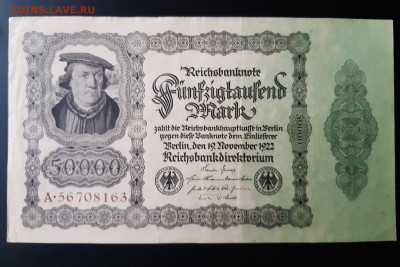 COINS.SU.RU
Reichsbanknote
Fünfzigtausend
Mark
zahlt die Reichsbankhauptkasse in Berlin
gegen diese Banknote dem Einlieferer
Berlin, den 19. November 1922
Reichsbankdirektorium
50000
A·56708163
50000